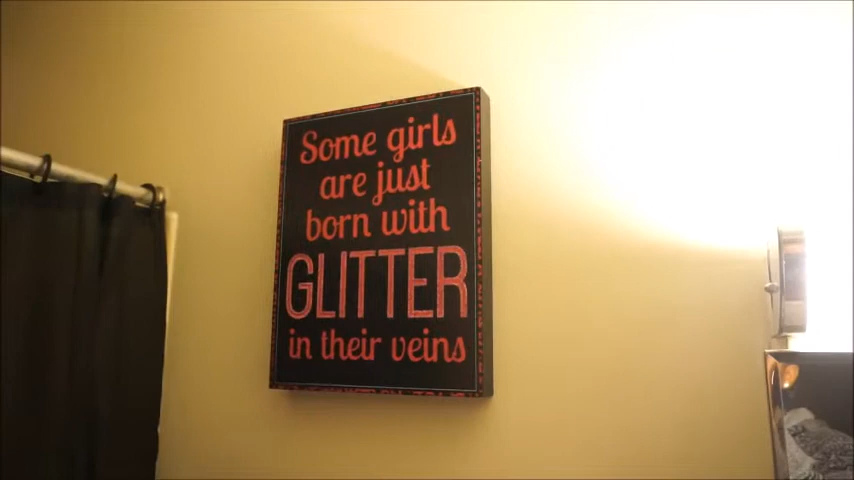 Some girls
are just
born with
GLITTER
in their veins